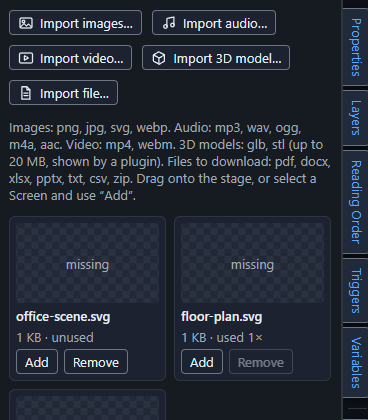 Import images...
Import audio...
Import video...
Import 3D model...
Import file...
Images: png, jpg, svg, webp. Audio: mp3, wav, ogg,
m4a, aac. Video: mp4, webm. 3D models: glb, stl (up to
20 MB, shown by a plugin). Files to download: pdf, docx,
xlsx, pptx, txt, csv, zip. Drag onto the stage, or select a
Screen and use “Add”.
missing
office-scene.svg
1 KB · unused
Add
Remove
missing
floor-plan.svg
1 KB · used 1×
Add
Remove
Properties
Layers
Reading Order
Triggers
Variables